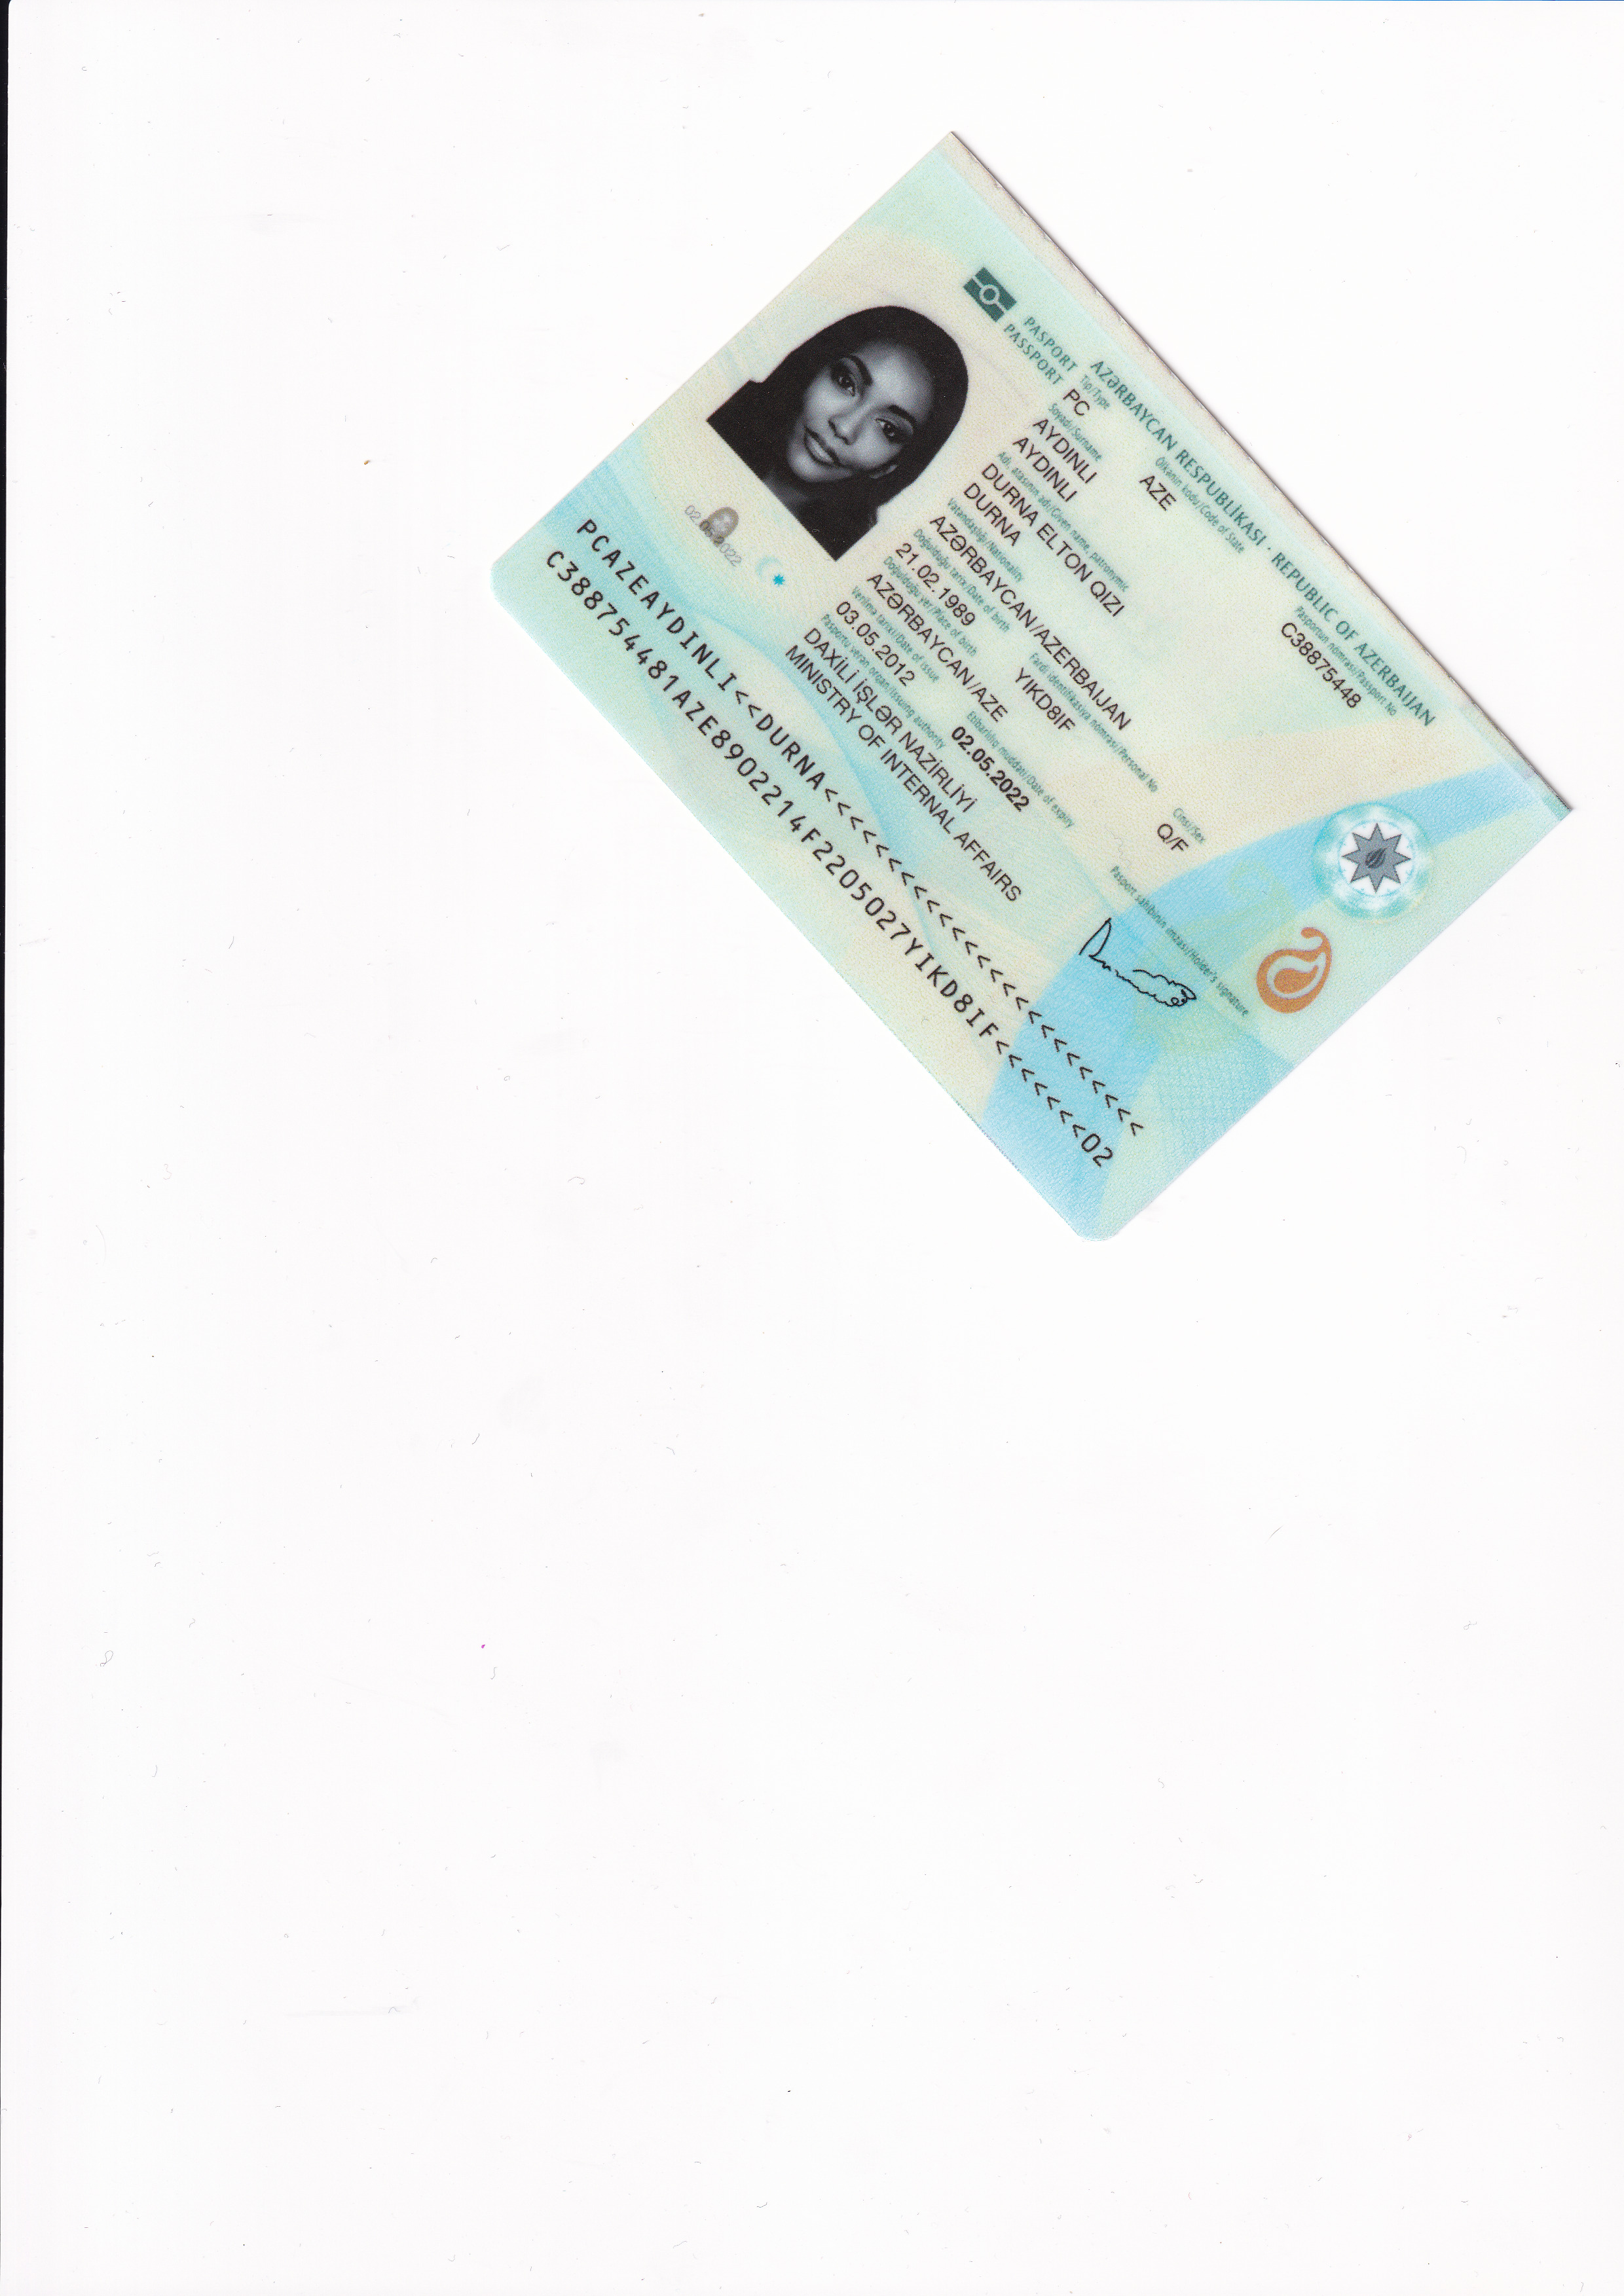 AZƏRBAYCAN RESPUBLİKASI · REPUBLIC OF AZERBAIJAN
PASPORT
PASSPORT
Tip/Type
PC
Ölkənin kodu/Code of State
AZE
Pasportun nömrəsi/Passport No
C38875448
Soyadı/Surname
AYDINLI
AYDINLI
Adı, atasının adı/Given name, patronymic
DURNA ELTON QIZI
DURNA
Vətəndaşlığı/Nationality
AZƏRBAYCAN/AZERBAIJAN
Doğulduğu tarix/Date of birth
21.02.1989
Fərdi identifikasiya nömrəsi/Personal No
YIKD8IF
Cinsi/Sex
Q/F
Doğulduğu yer/Place of birth
AZƏRBAYCAN/AZE
Verilmə tarixi/Date of issue
03.05.2012
Etibarlılıq müddəti/Date of expiry
02.05.2022
Pasportu verən orqan/Issuing authority
DAXİLİ İŞLƏR NAZİRLİYİ
MINISTRY OF INTERNAL AFFAIRS
Pasport sahibinin imzası/Holder's signature
02.05.2022
PCAZEAYDINLI<<DURNA<<<<<<<<<<<<<<<<<<<<<<<<<
C388754481AZE8902214F2205027YIKD8IF<<<<<<<02